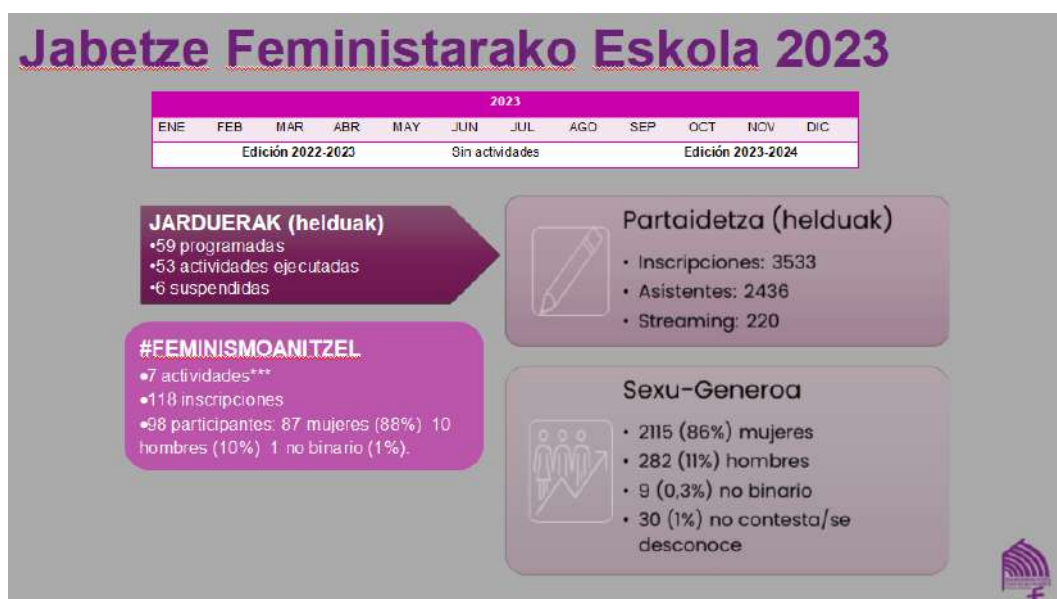 Jabetze Feministarako Eskola 2023
2023
ENE FEB MAR ABR MAY JUN JUL AGO SEP OCT NOV DIC
Edición 2022-2023 Sin actividades Edición 2023-2024
JARDUERAK (helduak)
•59 programadas
•53 actividades ejecutadas
•6 suspendidas
#FEMINISMOANITZEL
•7 actividades***
•118 inscripciones
•98 participantes: 87 mujeres (88%) 10
hombres (10%) 1 no binario (1%).
Partaidetza (helduak)
• Inscripciones: 3533
• Asistentes: 2436
• Streaming: 220
Sexu-Generoa
• 2115 (86%) mujeres
• 282 (11%) hombres
• 9 (0,3%) no binario
• 30 (1%) no contesta/se
desconoce